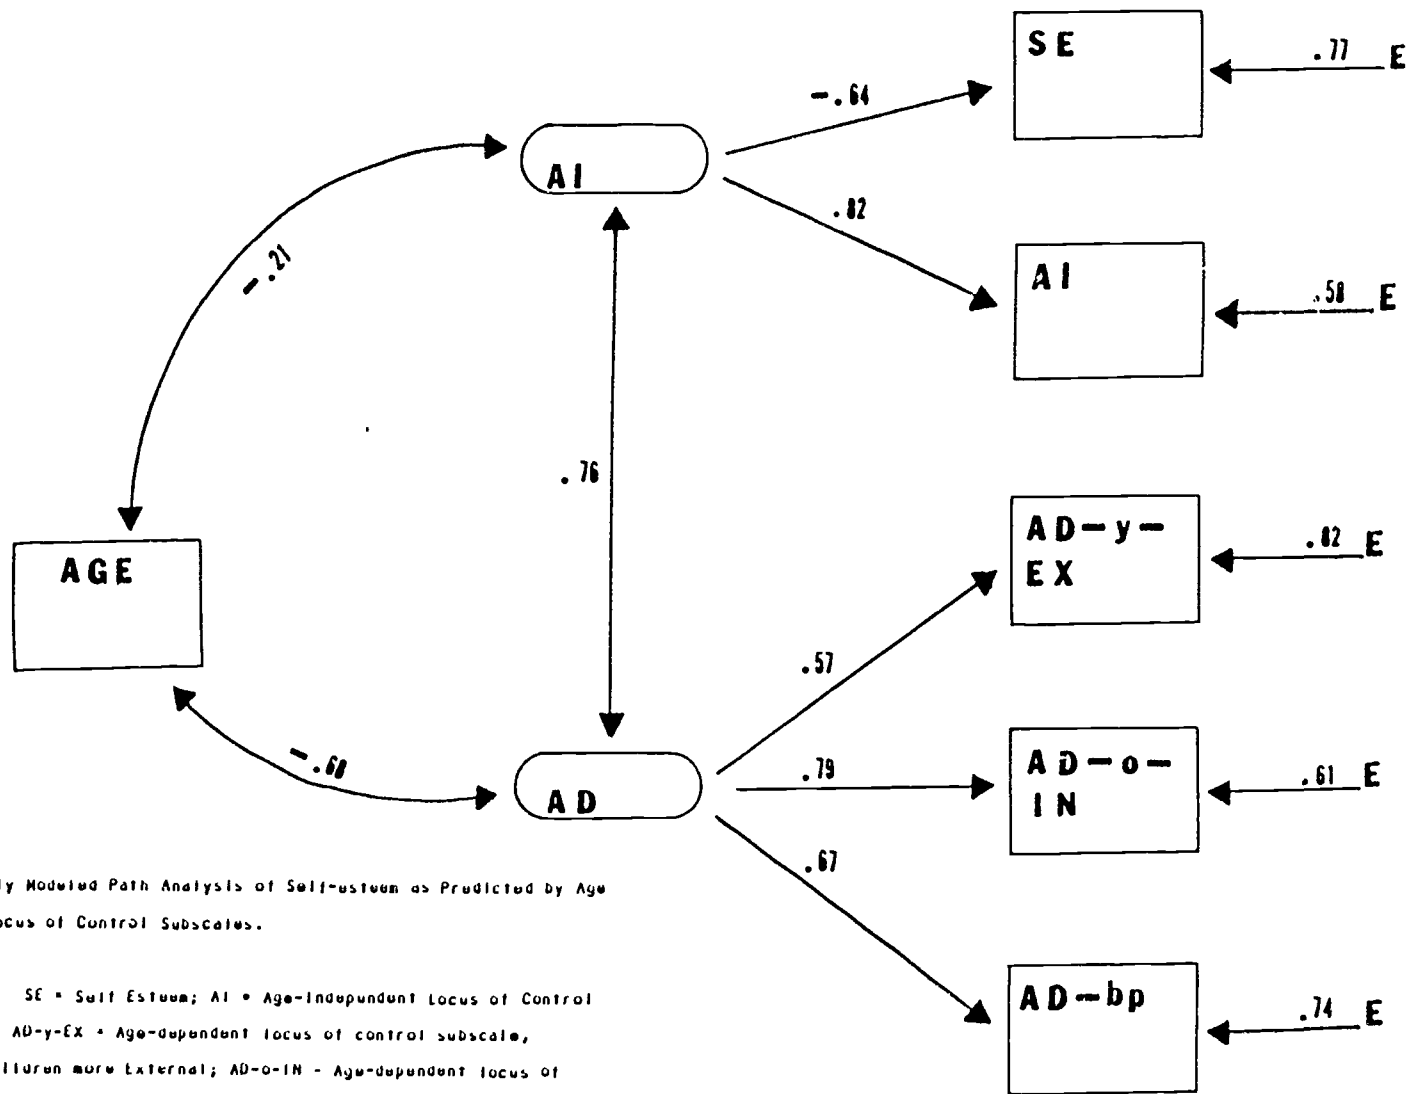 SE
.77 E
-.64
AI
.82
-.21
AI
.58 E
.76
AD-y-
EX
.82 E
AGE
.57
AD-o-
IN
.79
.61 E
-.68
AD
.67
ly Modeled Path Analysis of Self-esteem as Predicted by Age
ocus of Control Subscales.
AD-bp
.74 E
SE = Self Esteem; AI = Age-Independent Locus of Control
AD-y-EX = Age-dependent locus of control subscale,
ildren more External; AD-o-IN - Age-dependent locus of